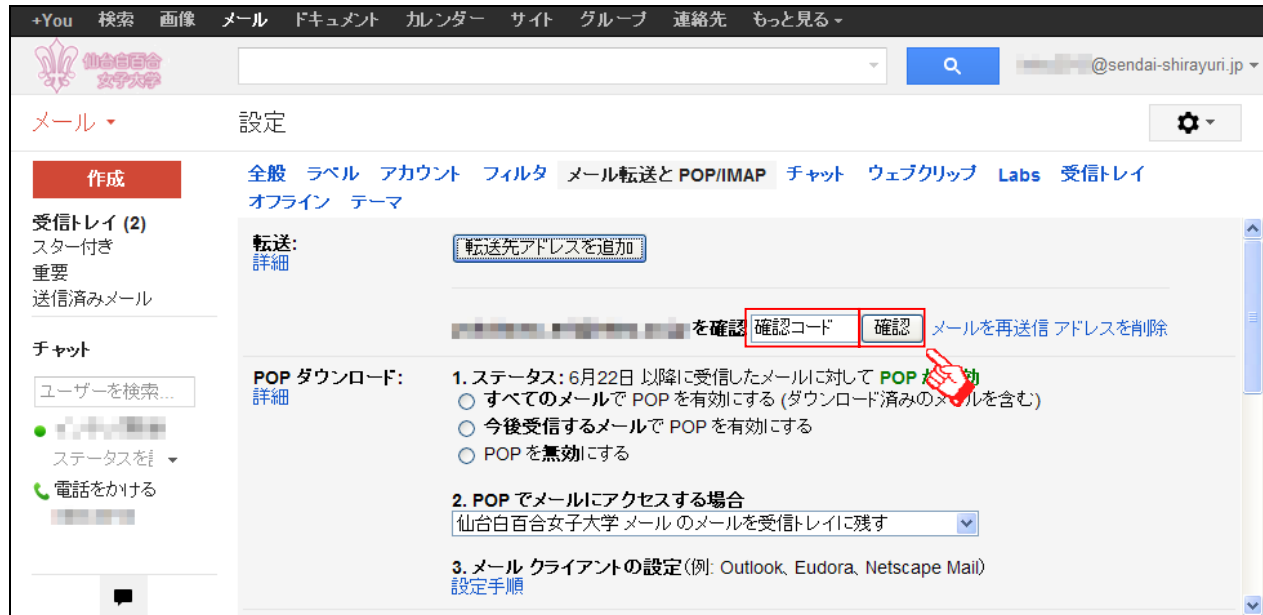 +You 検索 画像 メール ドキュメント カレンダー サイト グループ 連絡先 もっと見る
仙台白百合
女子大学
@sendai-shirayuri.jp
メール
設定
作成
全般 ラベル アカウント フィルタ メール転送と POP/IMAP チャット ウェブクリップ Labs 受信トレイ
オフライン テーマ
受信トレイ (2)
スター付き
重要
送信済みメール
チャット
ユーザーを検索...
ステータスを
電話をかける
転送:
詳細
転送先アドレスを追加
を確認 確認コード 確認 メールを再送信 アドレスを削除
POP ダウンロード:
詳細
1. ステータス: 6月22日 以降に受信したメールに対して POP
すべてのメールで POP を有効にする (ダウンロード済みのメールを含む)
今後受信するメールで POP を有効にする
POP を無効にする
2. POP でメールにアクセスする場合
仙台白百合女子大学 メール のメールを受信トレイに残す
3. メール クライアントの設定(例: Outlook、Eudora、Netscape Mail)
設定手順